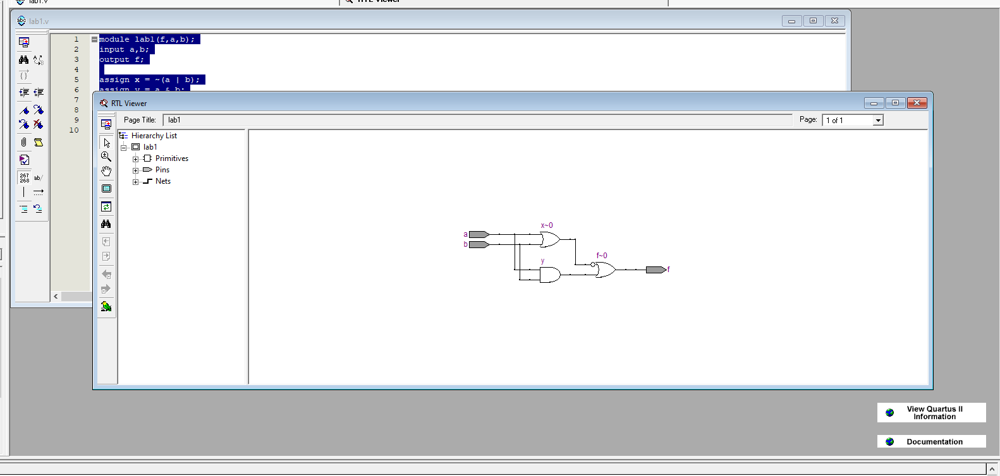 lab1.v
RTL Viewer
lab1.v
1 module lab1(f,a,b);
2 input a,b;
3 output f;
4
5 assign x = ~(a | b);
6 assign y = a & b;
7
8
9
10
267
268
ab/
RTL Viewer
Page Title: lab1
Page: 1 of 1
Hierarchy List
lab1
Primitives
Pins
Nets
x~0
a
b
f~0
y
f
View Quartus II
Information
Documentation